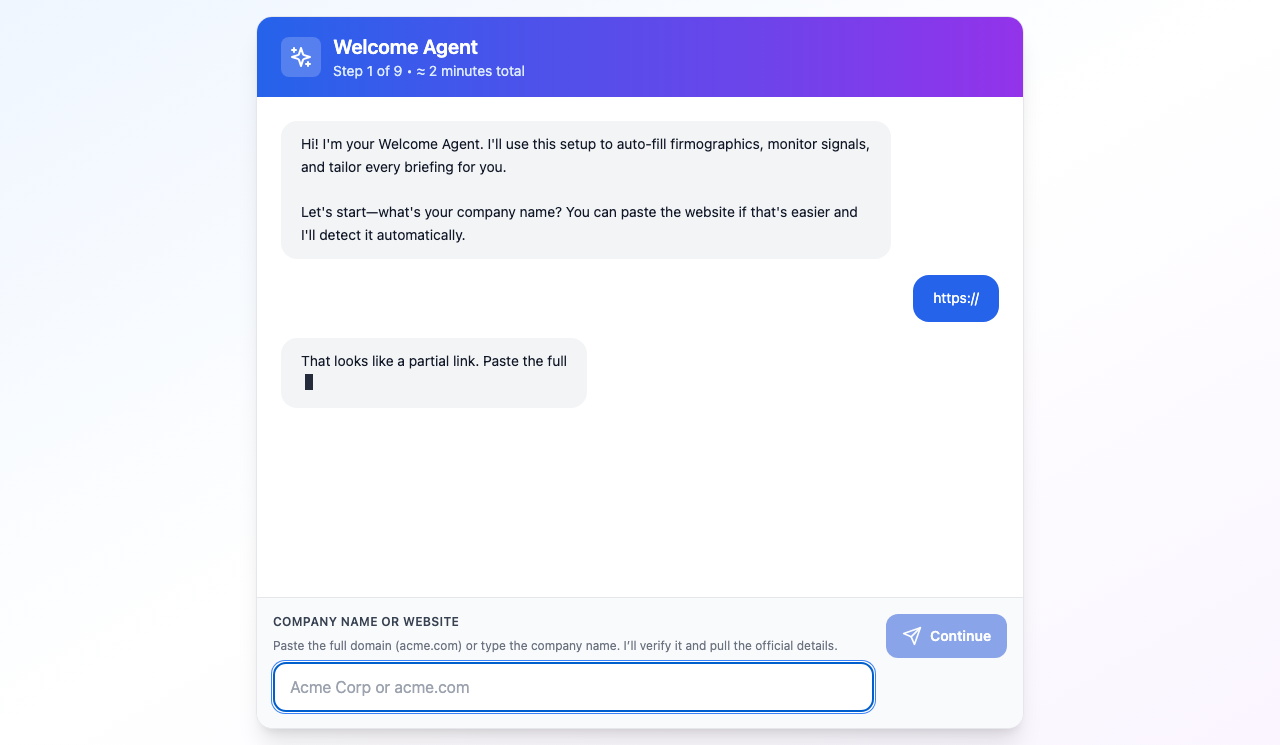 Welcome Agent
Step 1 of 9 • ≈ 2 minutes total
Hi! I'm your Welcome Agent. I'll use this setup to auto-fill firmographics, monitor signals,
and tailor every briefing for you.
Let's start—what's your company name? You can paste the website if that's easier and
I'll detect it automatically.
https://
That looks like a partial link. Paste the full
COMPANY NAME OR WEBSITE
Paste the full domain (acme.com) or type the company name. I’ll verify it and pull the official details.
Continue
Acme Corp or acme.com